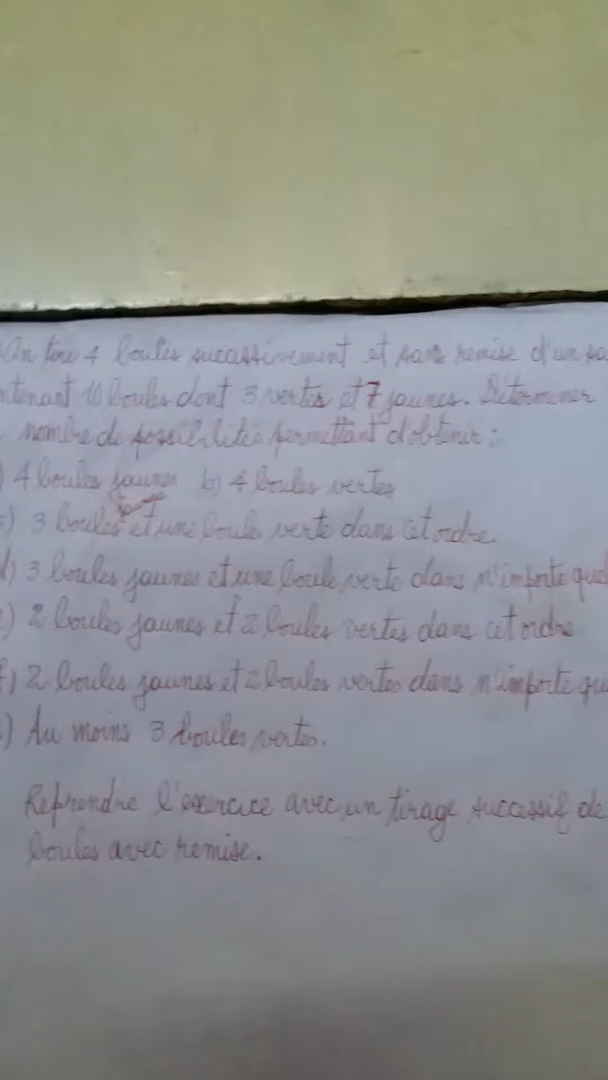 On tire 4 boules successivement et sans remise d'un sa
ntenant 10 boules dont 3 vertes et 7 jaunes. Déterminer
nombre de possibilités permettant d'obtenir :
) 4 boules jaunes b) 4 boules vertes
c) 3 boules jaunes et une boule verte dans cet ordre
d) 3 boules jaunes et une boule verte dans n'importe quel
e) 2 boules jaunes et 2 boules vertes dans cet ordre
f) 2 boules jaunes et 2 boules vertes dans n'importe que
) Au moins 3 boules vertes.
Reprendre l'exercice avec un tirage successif de
boules avec remise.